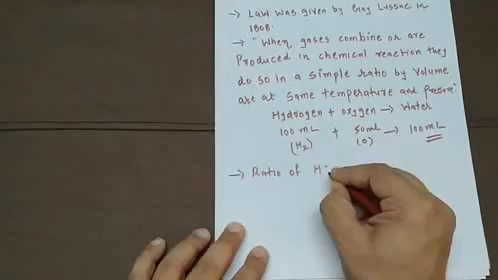 → Law was given by Gay Lussac in
1808.
→ "When gases combine or are
Produced in chemical reaction they
do so in a simple ratio by Volume
are at same temperature and pressure."
Hydrogen + oxygen → Water
100 mL + 50ml → 100mL
(H₂) (O)
→ Ratio of H: